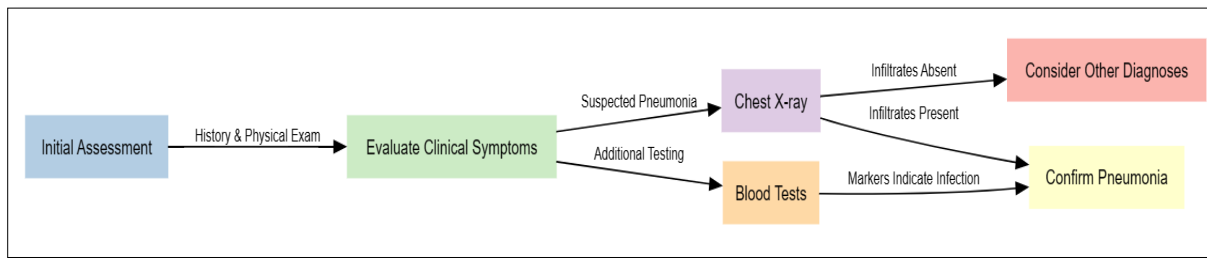 Initial Assessment
History & Physical Exam
Evaluate Clinical Symptoms
Suspected Pneumonia
Additional Testing
Chest X-ray
Blood Tests
Infiltrates Absent
Infiltrates Present
Markers Indicate Infection
Consider Other Diagnoses
Confirm Pneumonia